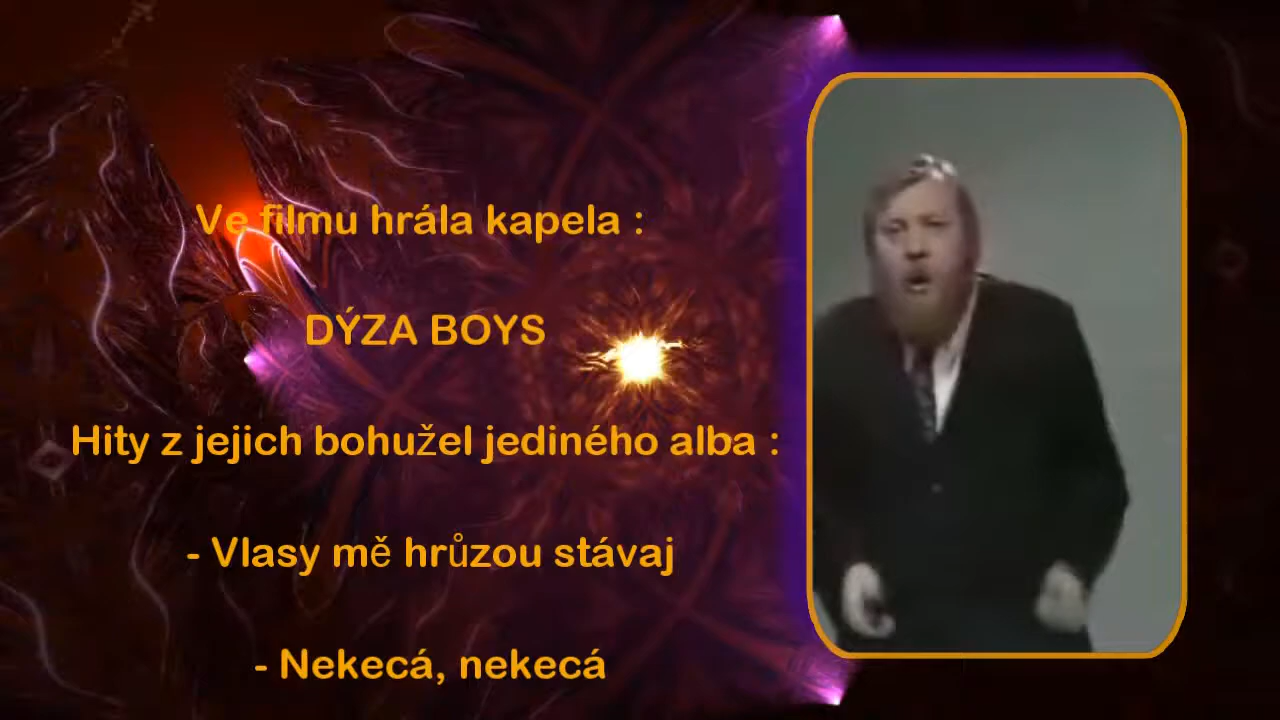 Ve filmu hrála kapela :
DÝZA BOYS
Hity z jejich bohužel jediného alba :
- Vlasy mě hrůzou stávaj
- Nekecá, nekecá